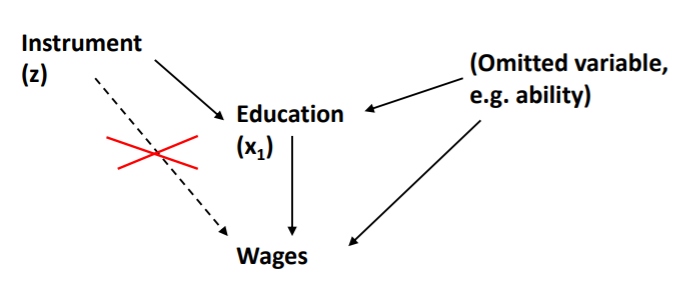 Instrument
(z)
(Omitted variable,
e.g. ability)
Education
(x₁)
Wages